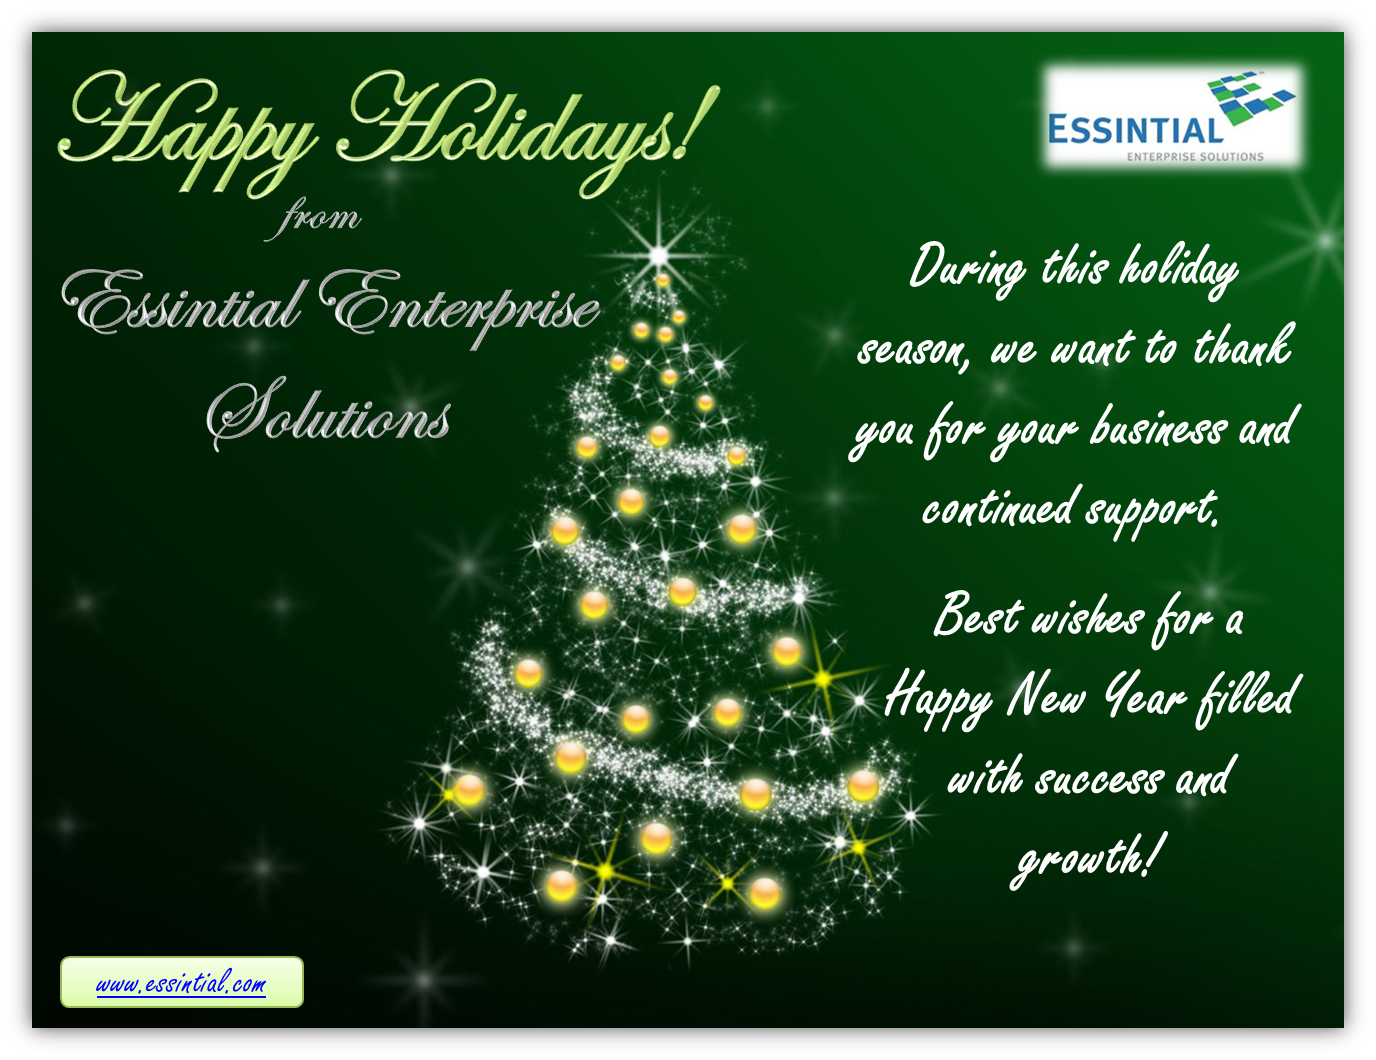 Happy Holidays!
from
Essintial Enterprise
Solutions
ESSINTIAL™
ENTERPRISE SOLUTIONS
During this holiday
season, we want to thank
you for your business and
continued support.
Best wishes for a
Happy New Year filled
with success and
growth!
www.essintial.com